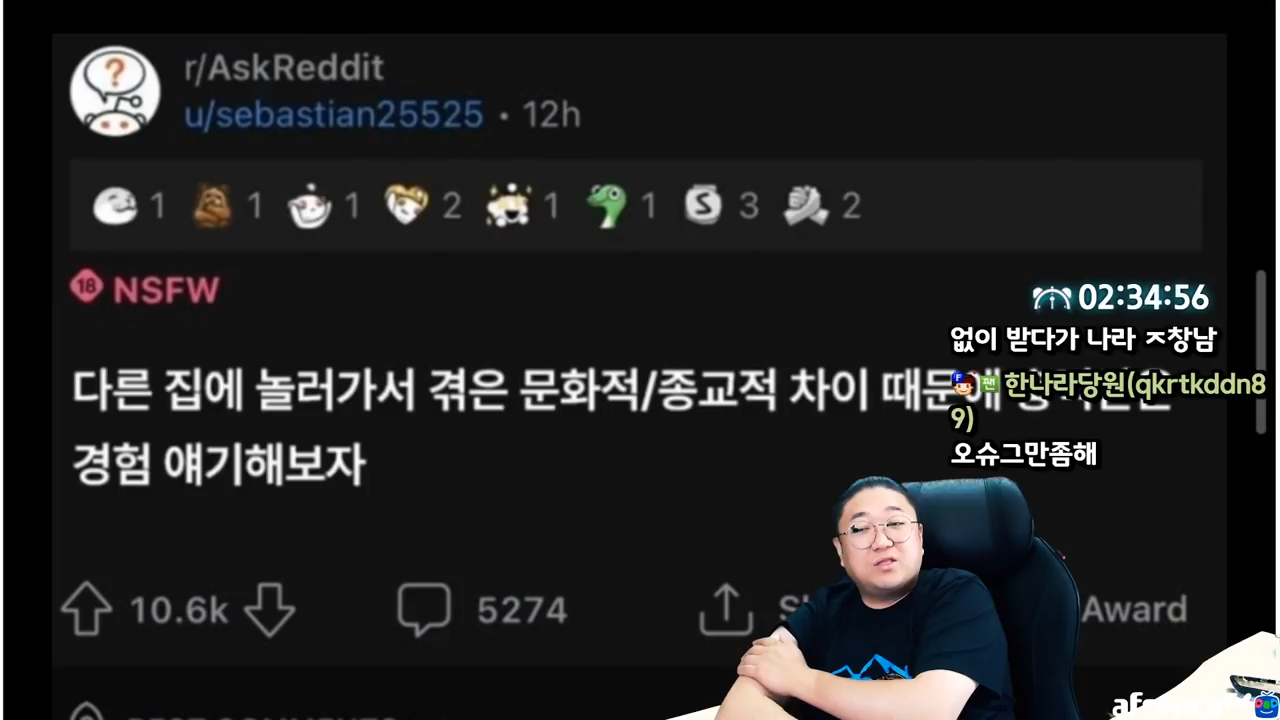 r/AskReddit
u/sebastian25525 • 12h
1 1 1 2 1 1 3 2
18 NSFW
02:34:56
없이 받다가 나라 ㅈ창남
다른 집에 놀러가서 겪은 문화적/종교적 차이
팬 한나라당원(qkrtkddn8
9)
경험 얘기해보자
오슈그만좀해
10.6k 5274 Award